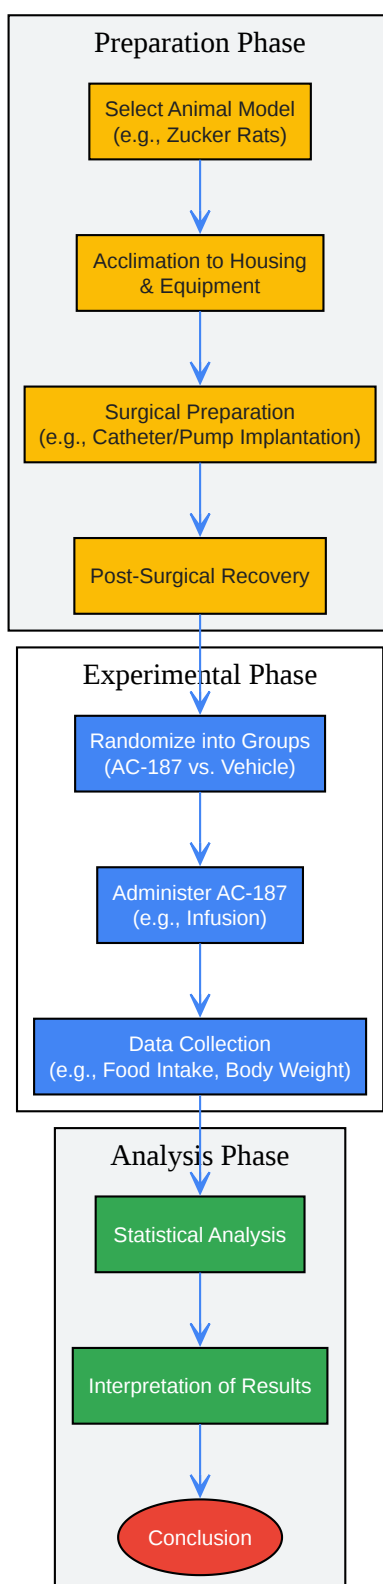 Preparation Phase
Select Animal Model
(e.g., Zucker Rats)
Acclimation to Housing
& Equipment
Surgical Preparation
(e.g., Catheter/Pump Implantation)
Post-Surgical Recovery
Experimental Phase
Randomize into Groups
(AC-187 vs. Vehicle)
Administer AC-187
(e.g., Infusion)
Data Collection
(e.g., Food Intake, Body Weight)
Analysis Phase
Statistical Analysis
Interpretation of Results
Conclusion